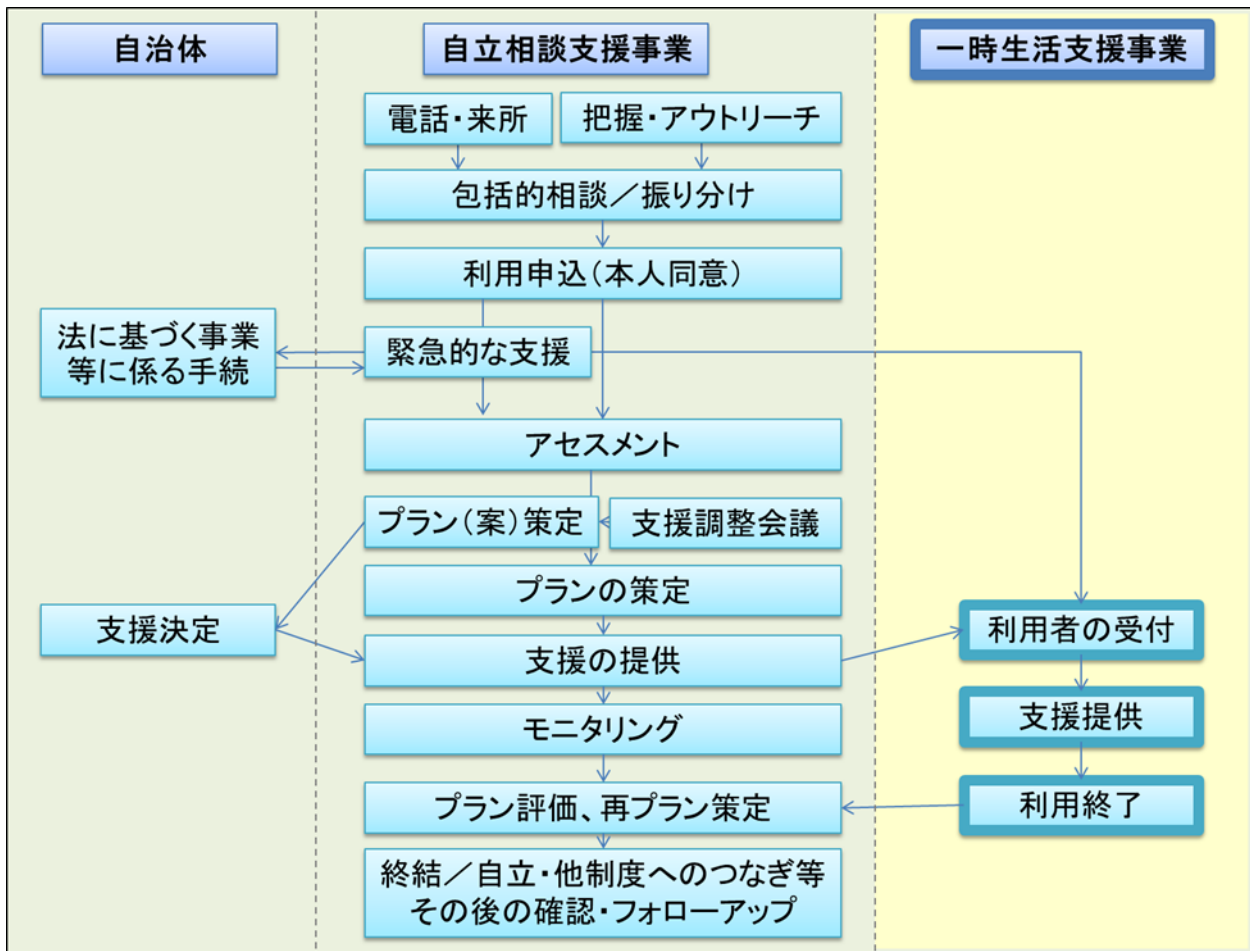 自治体
自立相談支援事業
一時生活支援事業
電話・来所
把握・アウトリーチ
包括的相談／振り分け
利用申込（本人同意）
法に基づく事業
等に係る手続
緊急的な支援
アセスメント
プラン（案）策定
支援調整会議
プランの策定
支援決定
支援の提供
利用者の受付
モニタリング
支援提供
プラン評価、再プラン策定
利用終了
終結／自立・他制度へのつなぎ等
その後の確認・フォローアップ